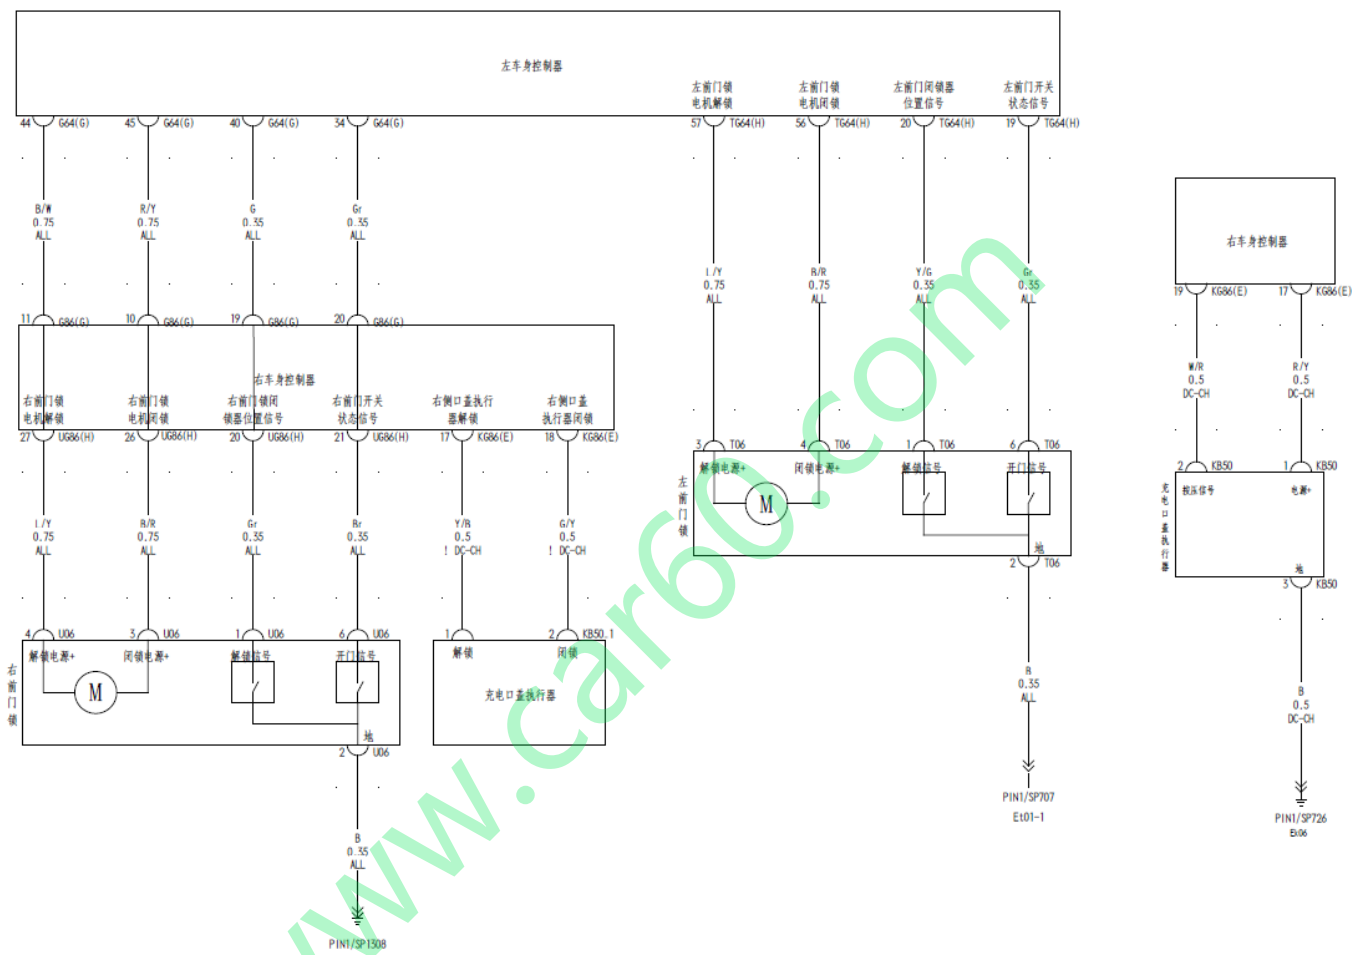 左车身控制器
左前门锁 左前门锁 左前门闭锁器 左前门开关
电机解锁 电机闭锁 位置信号 状态信号
44 G64(G) 45 G64(G) 40 G64(G) 34 G64(G) 57 TG64(H) 56 TG64(H) 20 TG64(H) 19 TG64(H)
B/W R/Y G Gr
0.75 0.75 0.35 0.35
ALL ALL ALL ALL
右车身控制器
L/Y B/R Y/G Gr
0.75 0.75 0.35 0.35
ALL ALL ALL ALL
19 KG86(E) 17 KG86(E)
11 G86(G) 10 G86(G) 19 G86(G) 20 G86(G)
右车身控制器
W/R R/Y
0.5 0.5
DC-CH DC-CH
右前门锁 右前门锁 右前门锁闭 右前门开关 右侧口盖执行 右侧口盖
电机解锁 电机闭锁 锁器位置信号 状态信号 器解锁 执行器闭锁
27 UG86(H) 26 UG86(H) 20 UG86(H) 21 UG86(H) 17 KG86(E) 18 KG86(E)
3 T06 4 T06 1 T06 6 T06
解锁电源+ 闭锁电源+ 解锁信号 开门信号
左前门锁
M
地
2 T06
2 KB50 1 KB50
按压信号 电源+
充电口盖执行器
地
3 KB50
L/Y B/R Gr Br Y/B G/Y
0.75 0.75 0.35 0.35 0.5 0.5
ALL ALL ALL ALL ! DC-CH ! DC-CH
4 U06 3 U06 1 U06 6 U06 1 2 KB50.1
解锁电源+ 闭锁电源+ 解锁信号 开门信号 解锁 闭锁
右前门锁
M
充电口盖执行器
地
2 U06
B
0.35
ALL
B
0.5
DC-CH
PIN1/SP707
Et01-1
PIN1/SP726
Ek06
B
0.35
ALL
PIN1/SP1308
www.car60.com